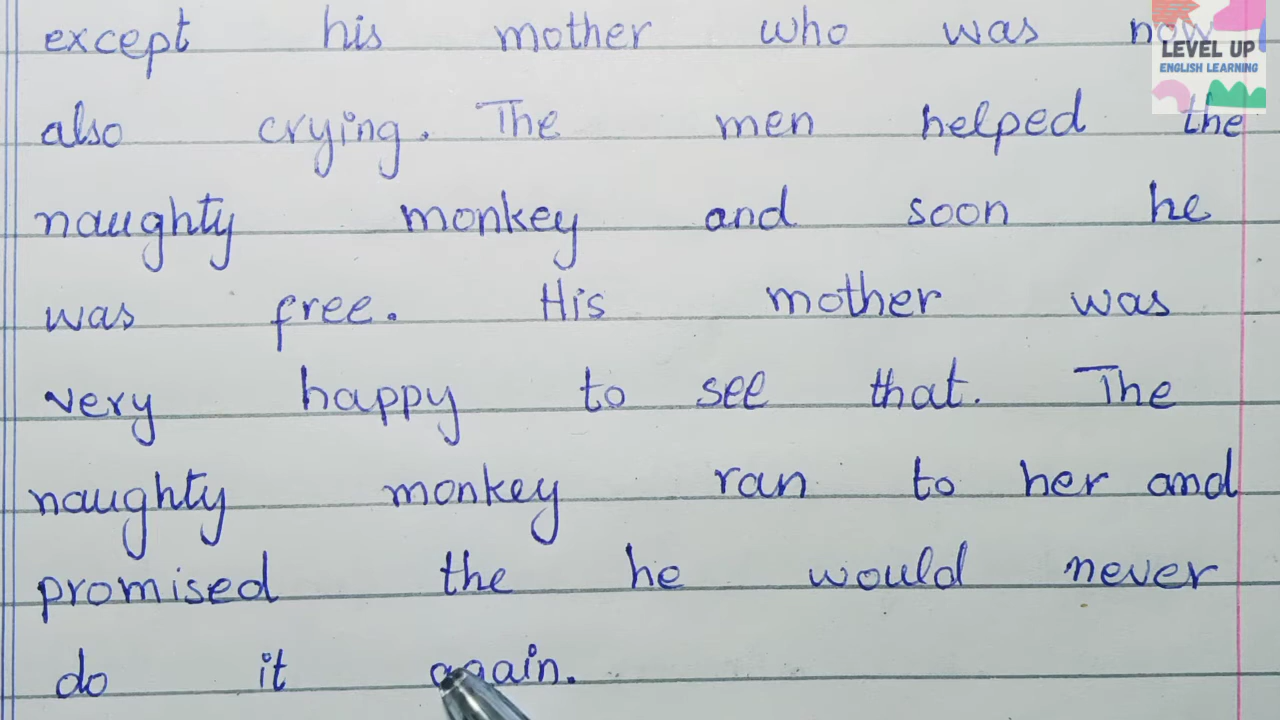 except his mother who was now
LEVEL UP
ENGLISH LEARNING
also crying. The men helped the
naughty monkey and soon he
was free. His mother was
very happy to see that. The
naughty monkey ran to her and
promised the he would never
do it again.